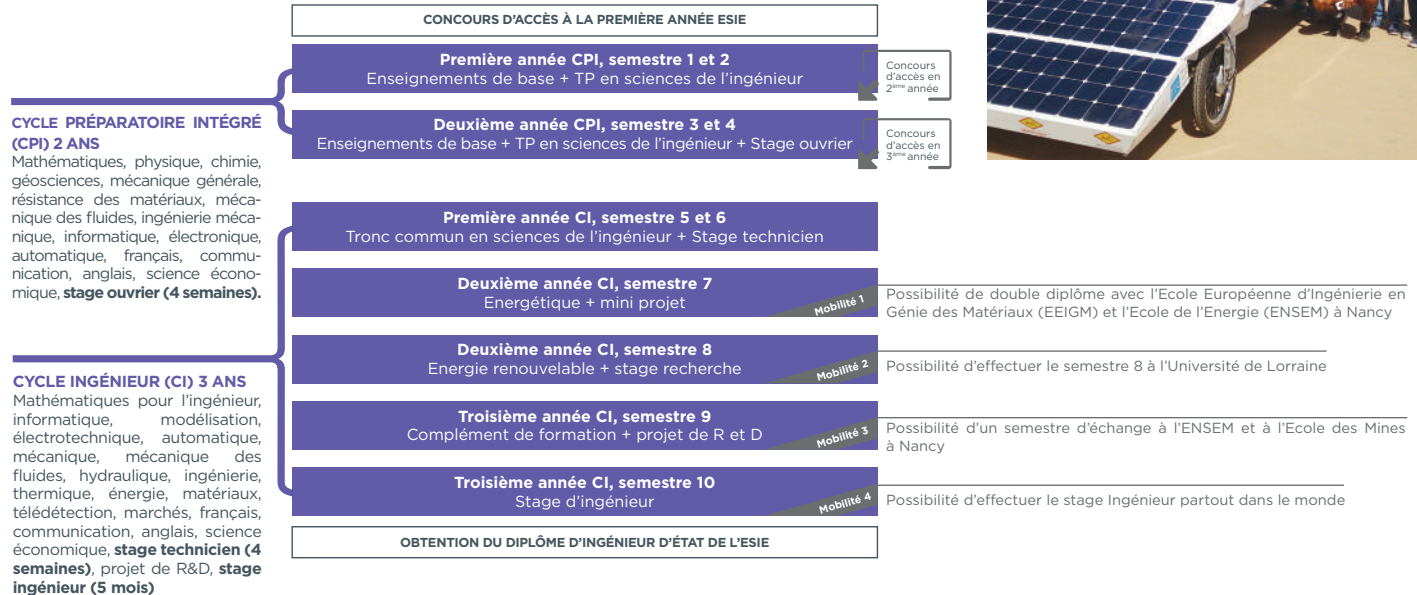 CONCOURS D'ACCÈS À LA PREMIÈRE ANNÉE ESIE
Première année CPI, semestre 1 et 2
Enseignements de base + TP en sciences de l'ingénieur
Concours
d'accès en
2ème année
Deuxième année CPI, semestre 3 et 4
Enseignements de base + TP en sciences de l'ingénieur + Stage ouvrier
Concours
d'accès en
3ème année
CYCLE PRÉPARATOIRE INTÉGRÉ
(CPI) 2 ANS
Mathématiques, physique, chimie,
géosciences, mécanique générale,
résistance des matériaux, méca-
nique des fluides, ingénierie méca-
nique, informatique, électronique,
automatique, français, commu-
nication, anglais, science écono-
mique, stage ouvrier (4 semaines).
Première année CI, semestre 5 et 6
Tronc commun en sciences de l'ingénieur + Stage technicien
Deuxième année CI, semestre 7
Energétique + mini projet
Mobilité 1
Possibilité de double diplôme avec l'Ecole Européenne d'Ingénierie en
Génie des Matériaux (EEIGM) et l'Ecole de l'Energie (ENSEM) à Nancy
Deuxième année CI, semestre 8
Energie renouvelable + stage recherche
Mobilité 2
Possibilité d'effectuer le semestre 8 à l'Université de Lorraine
Troisième année CI, semestre 9
Complément de formation + projet de R et D
Mobilité 3
Possibilité d'un semestre d'échange à l'ENSEM et à l'Ecole des Mines
à Nancy
Troisième année CI, semestre 10
Stage d'ingénieur
Mobilité 4
Possibilité d'effectuer le stage Ingénieur partout dans le monde
CYCLE INGÉNIEUR (CI) 3 ANS
Mathématiques pour l'ingénieur,
informatique, modélisation,
électrotechnique, automatique,
mécanique, mécanique des
fluides, hydraulique, ingénierie,
thermique, énergie, matériaux,
télédétection, marchés, français,
communication, anglais, science
économique, stage technicien (4
semaines), projet de R&D, stage
ingénieur (5 mois)
OBTENTION DU DIPLÔME D'INGÉNIEUR D'ÉTAT DE L'ESIE